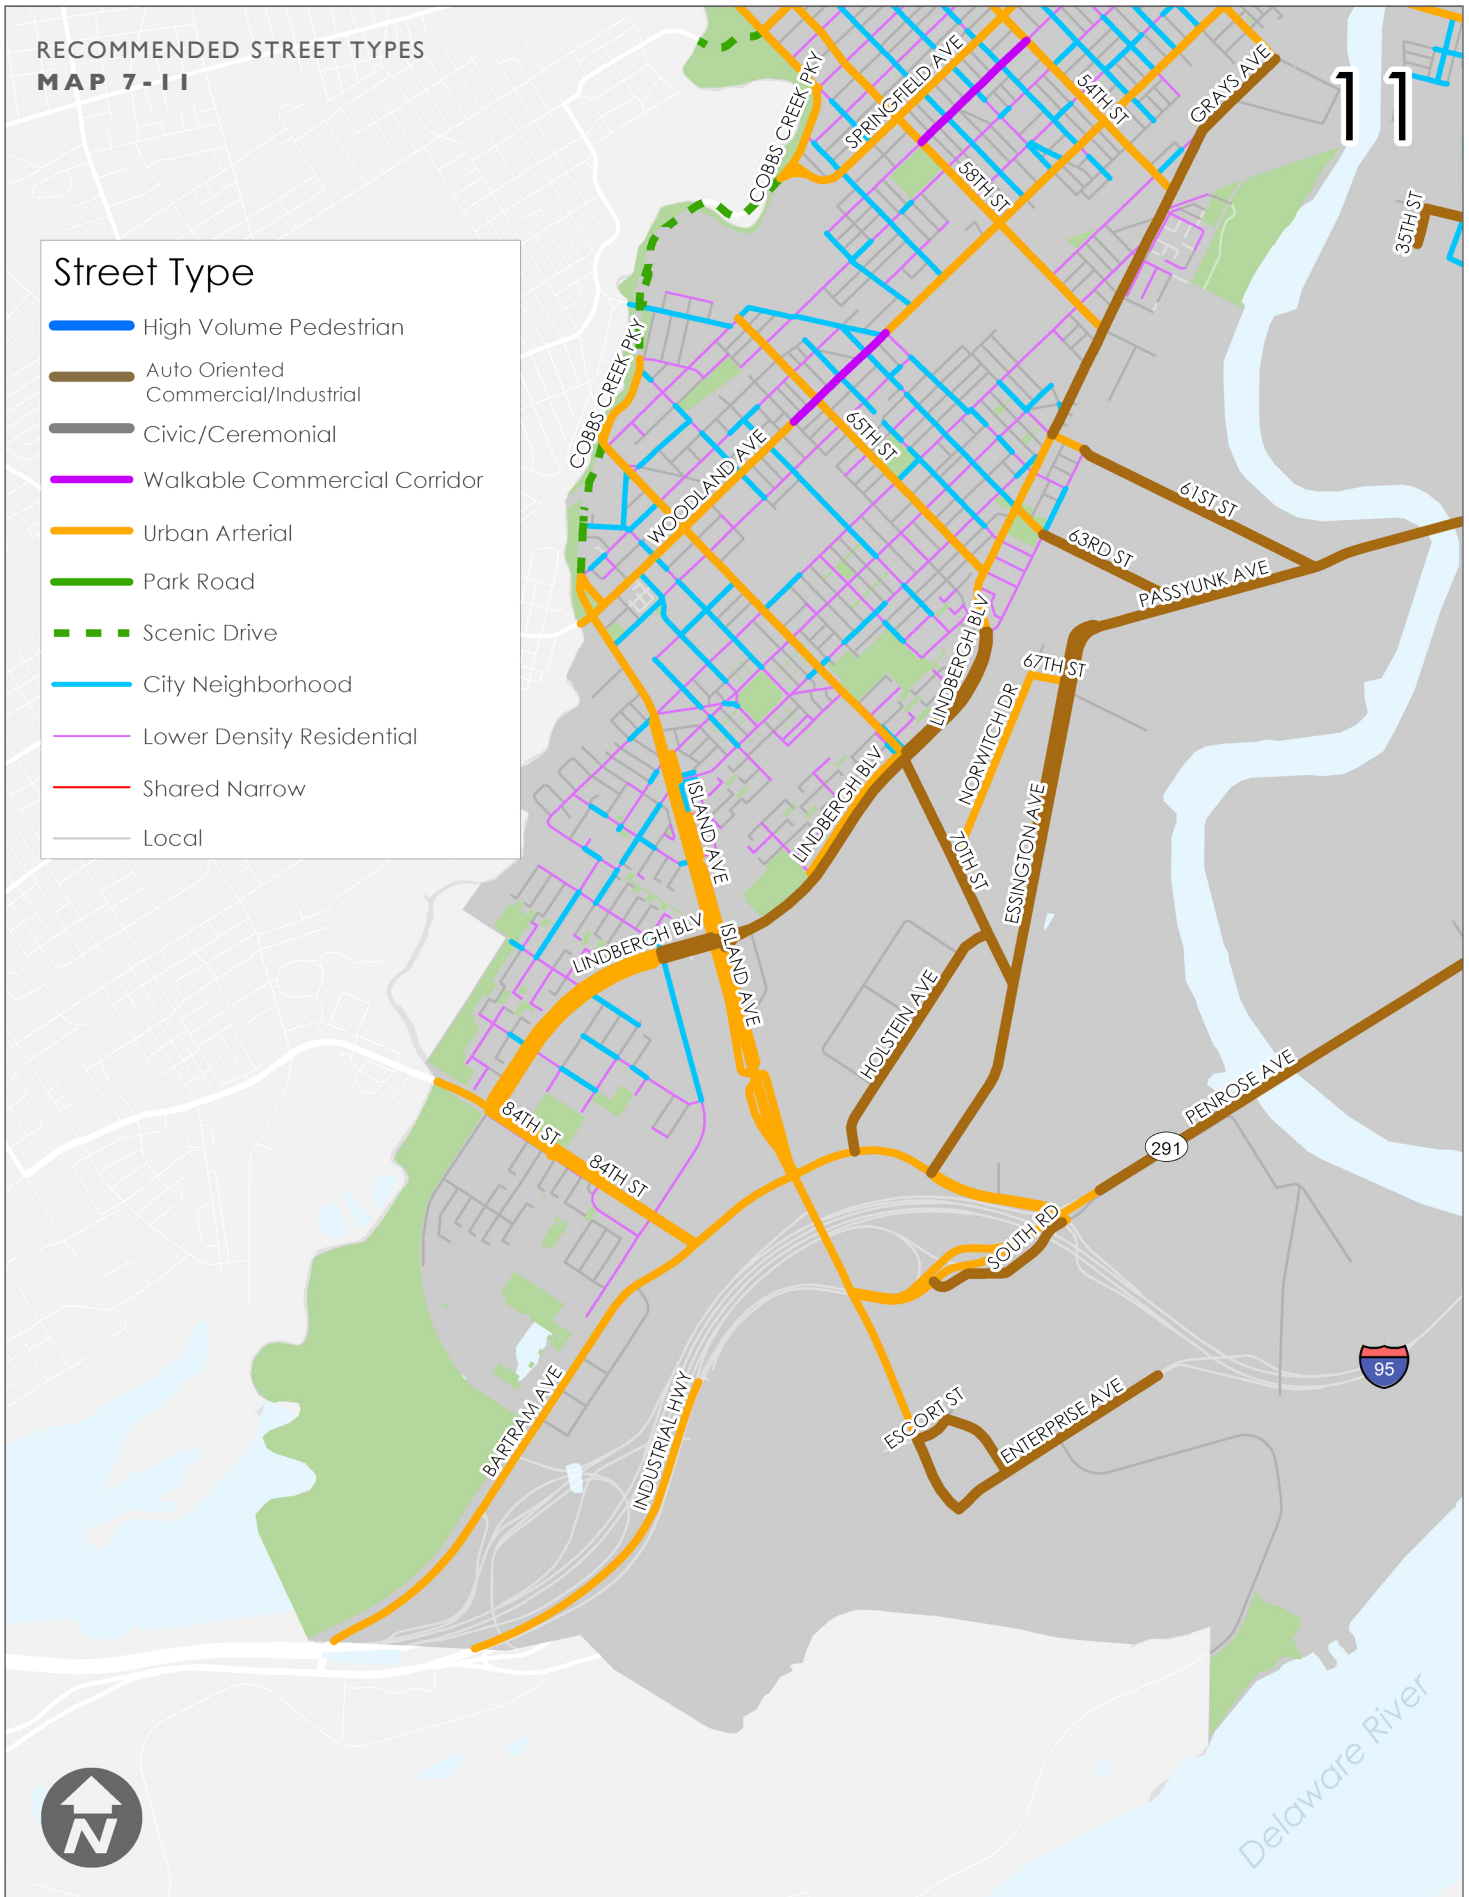 RECOMMENDED STREET TYPES
MAP 7-11
11
Street Type
High Volume Pedestrian
Auto Oriented
Commercial/Industrial
Civic/Ceremonial
Walkable Commercial Corridor
Urban Arterial
Park Road
Scenic Drive
City Neighborhood
Lower Density Residential
Shared Narrow
Local
COBBS CREEK PKY
SPRINGFIELD AVE
54TH ST
GRAYS AVE
58TH ST
35TH ST
COBBS CREEK PKY
WOODLAND AVE
65TH ST
61ST ST
63RD ST
PASSYUNK AVE
LINDBERGH BLV
67TH ST
NORWITCH DR
LINDBERGH BLV
ISLAND AVE
70TH ST
ESSINGTON AVE
LINDBERGH BLV
ISLAND AVE
HOLSTEIN AVE
PENROSE AVE
291
84TH ST
84TH ST
SOUTH RD
95
BARTRAM AVE
INDUSTRIAL HWY
ESCORT ST
ENTERPRISE AVE
Delaware River
N